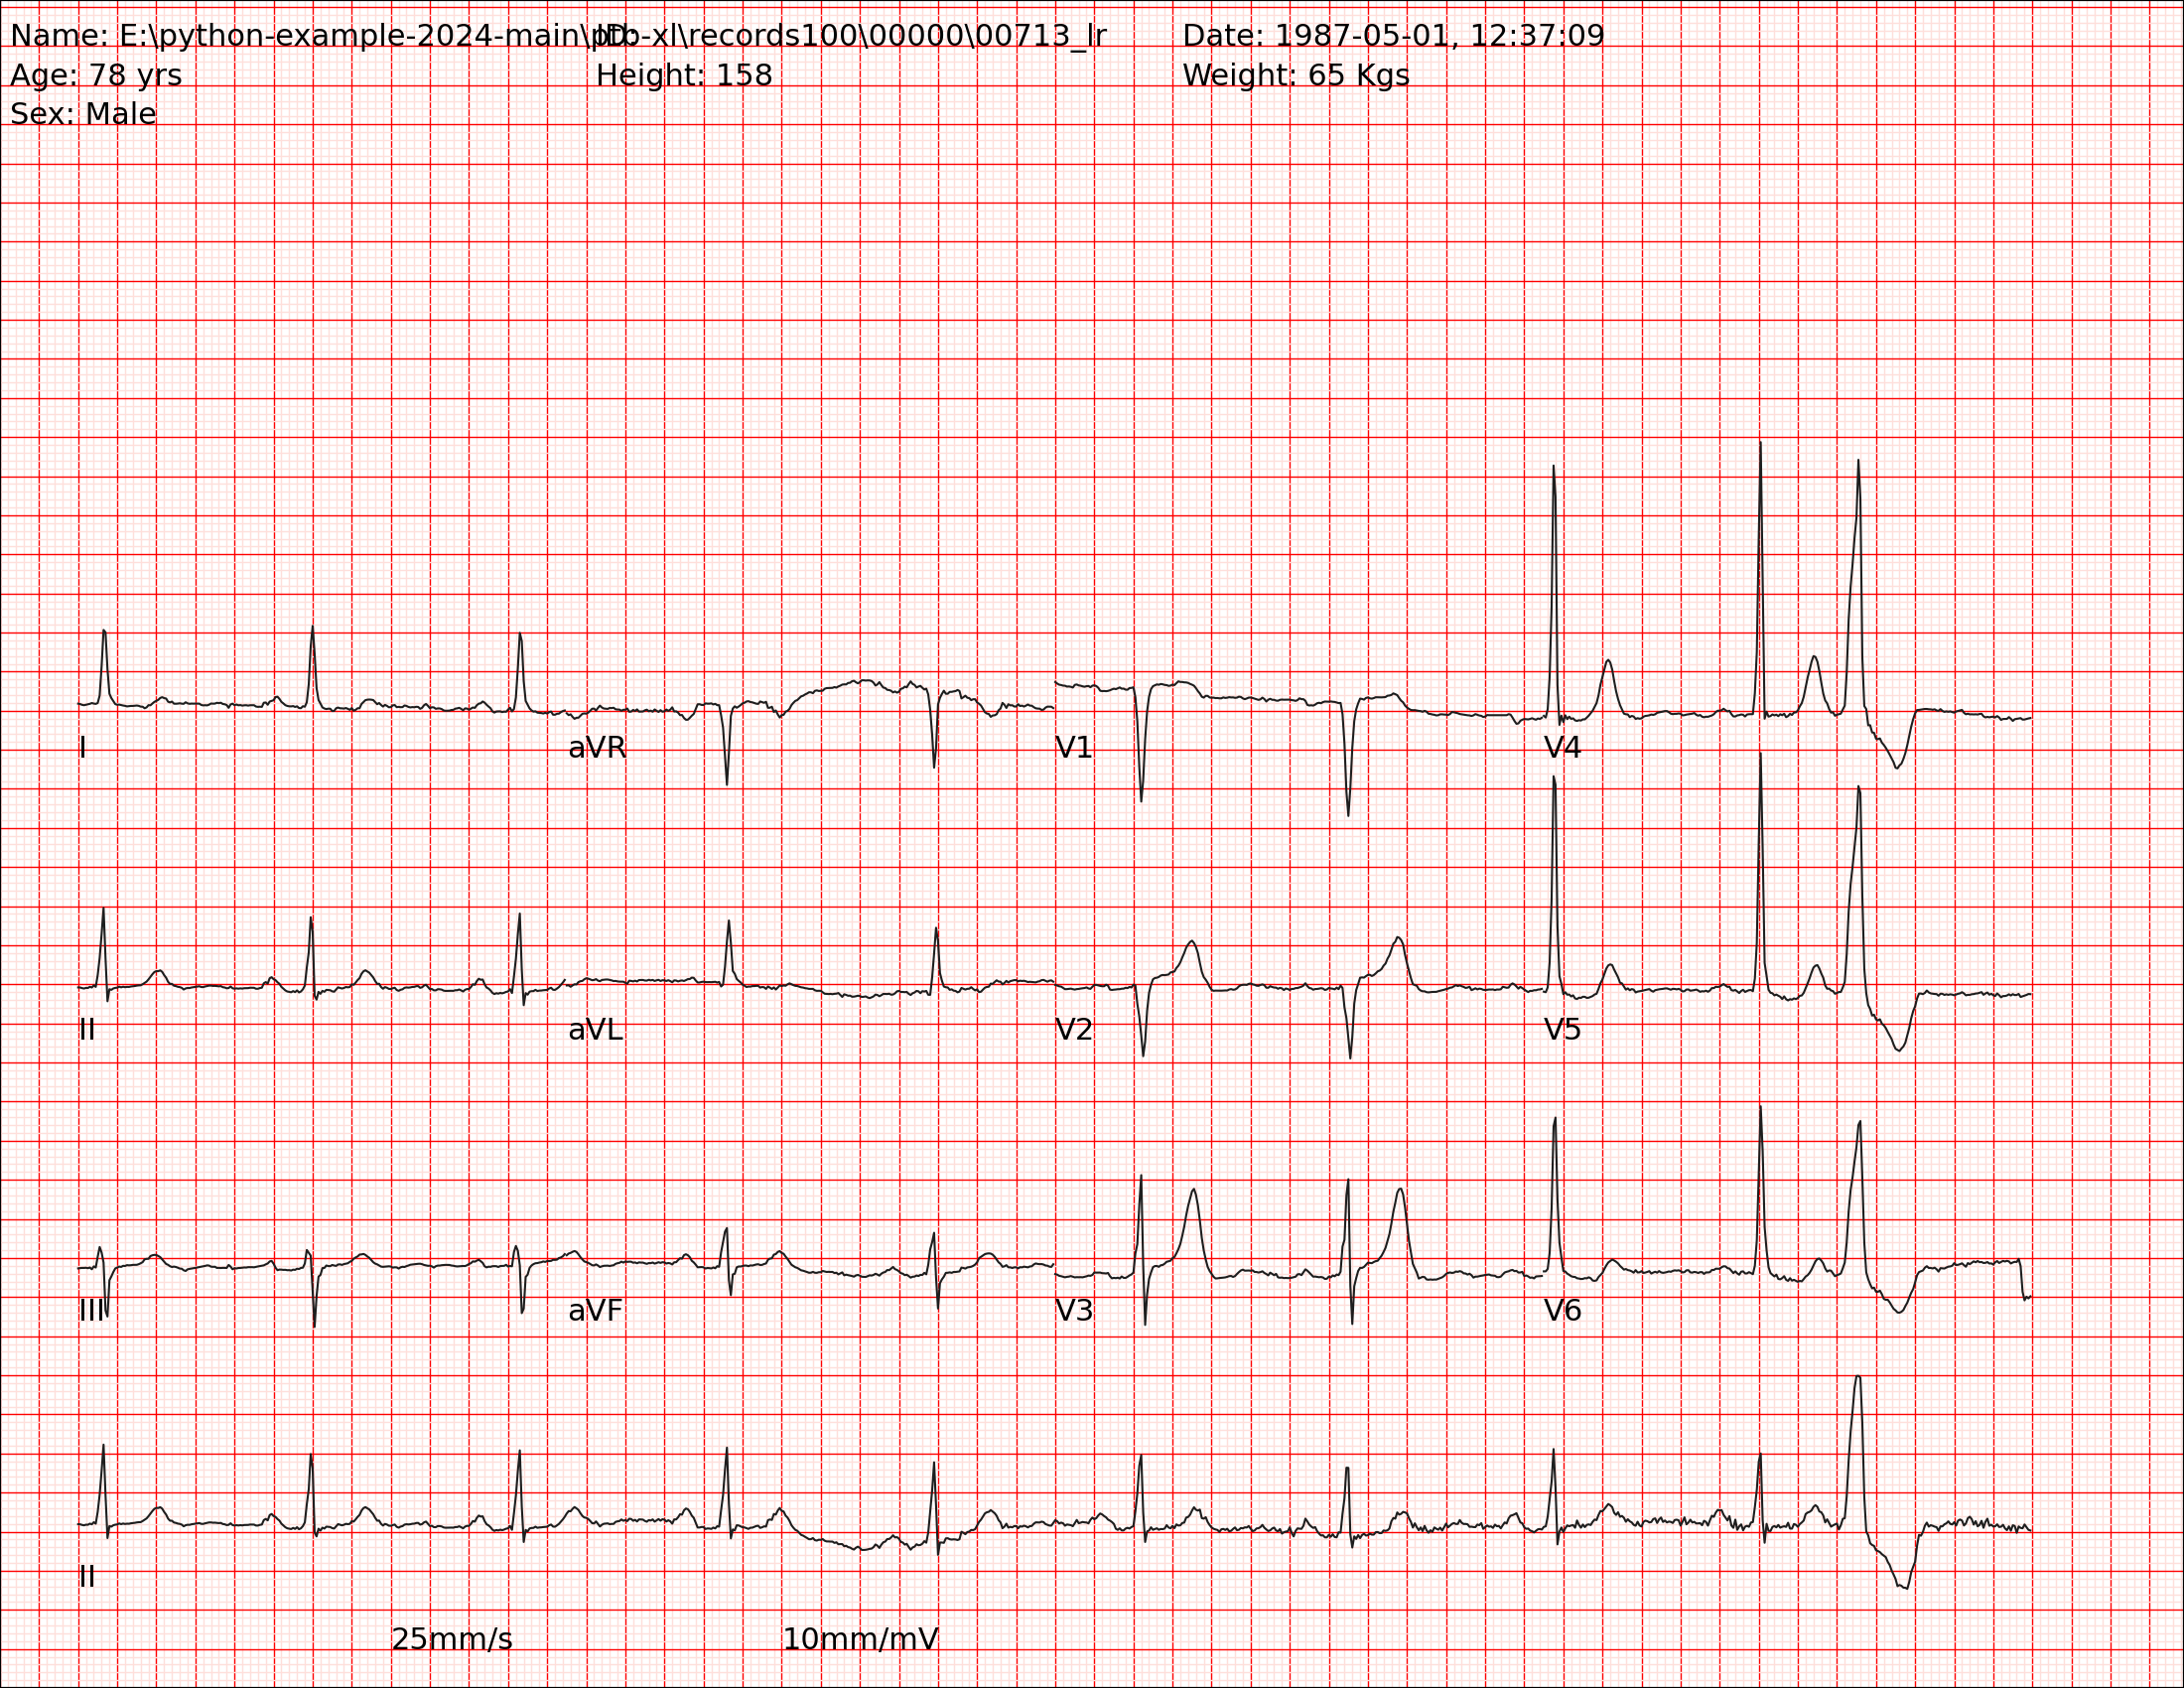 Name: E:\python-example-2024-main\ptb-xl\records100\00000\00713_lr ID: Date: 1987-05-01, 12:37:09
Age: 78 yrs Height: 158 Weight: 65 Kgs
Sex: Male
I aVR V1 V4
II aVL V2 V5
III aVF V3 V6
II
25mm/s 10mm/mV